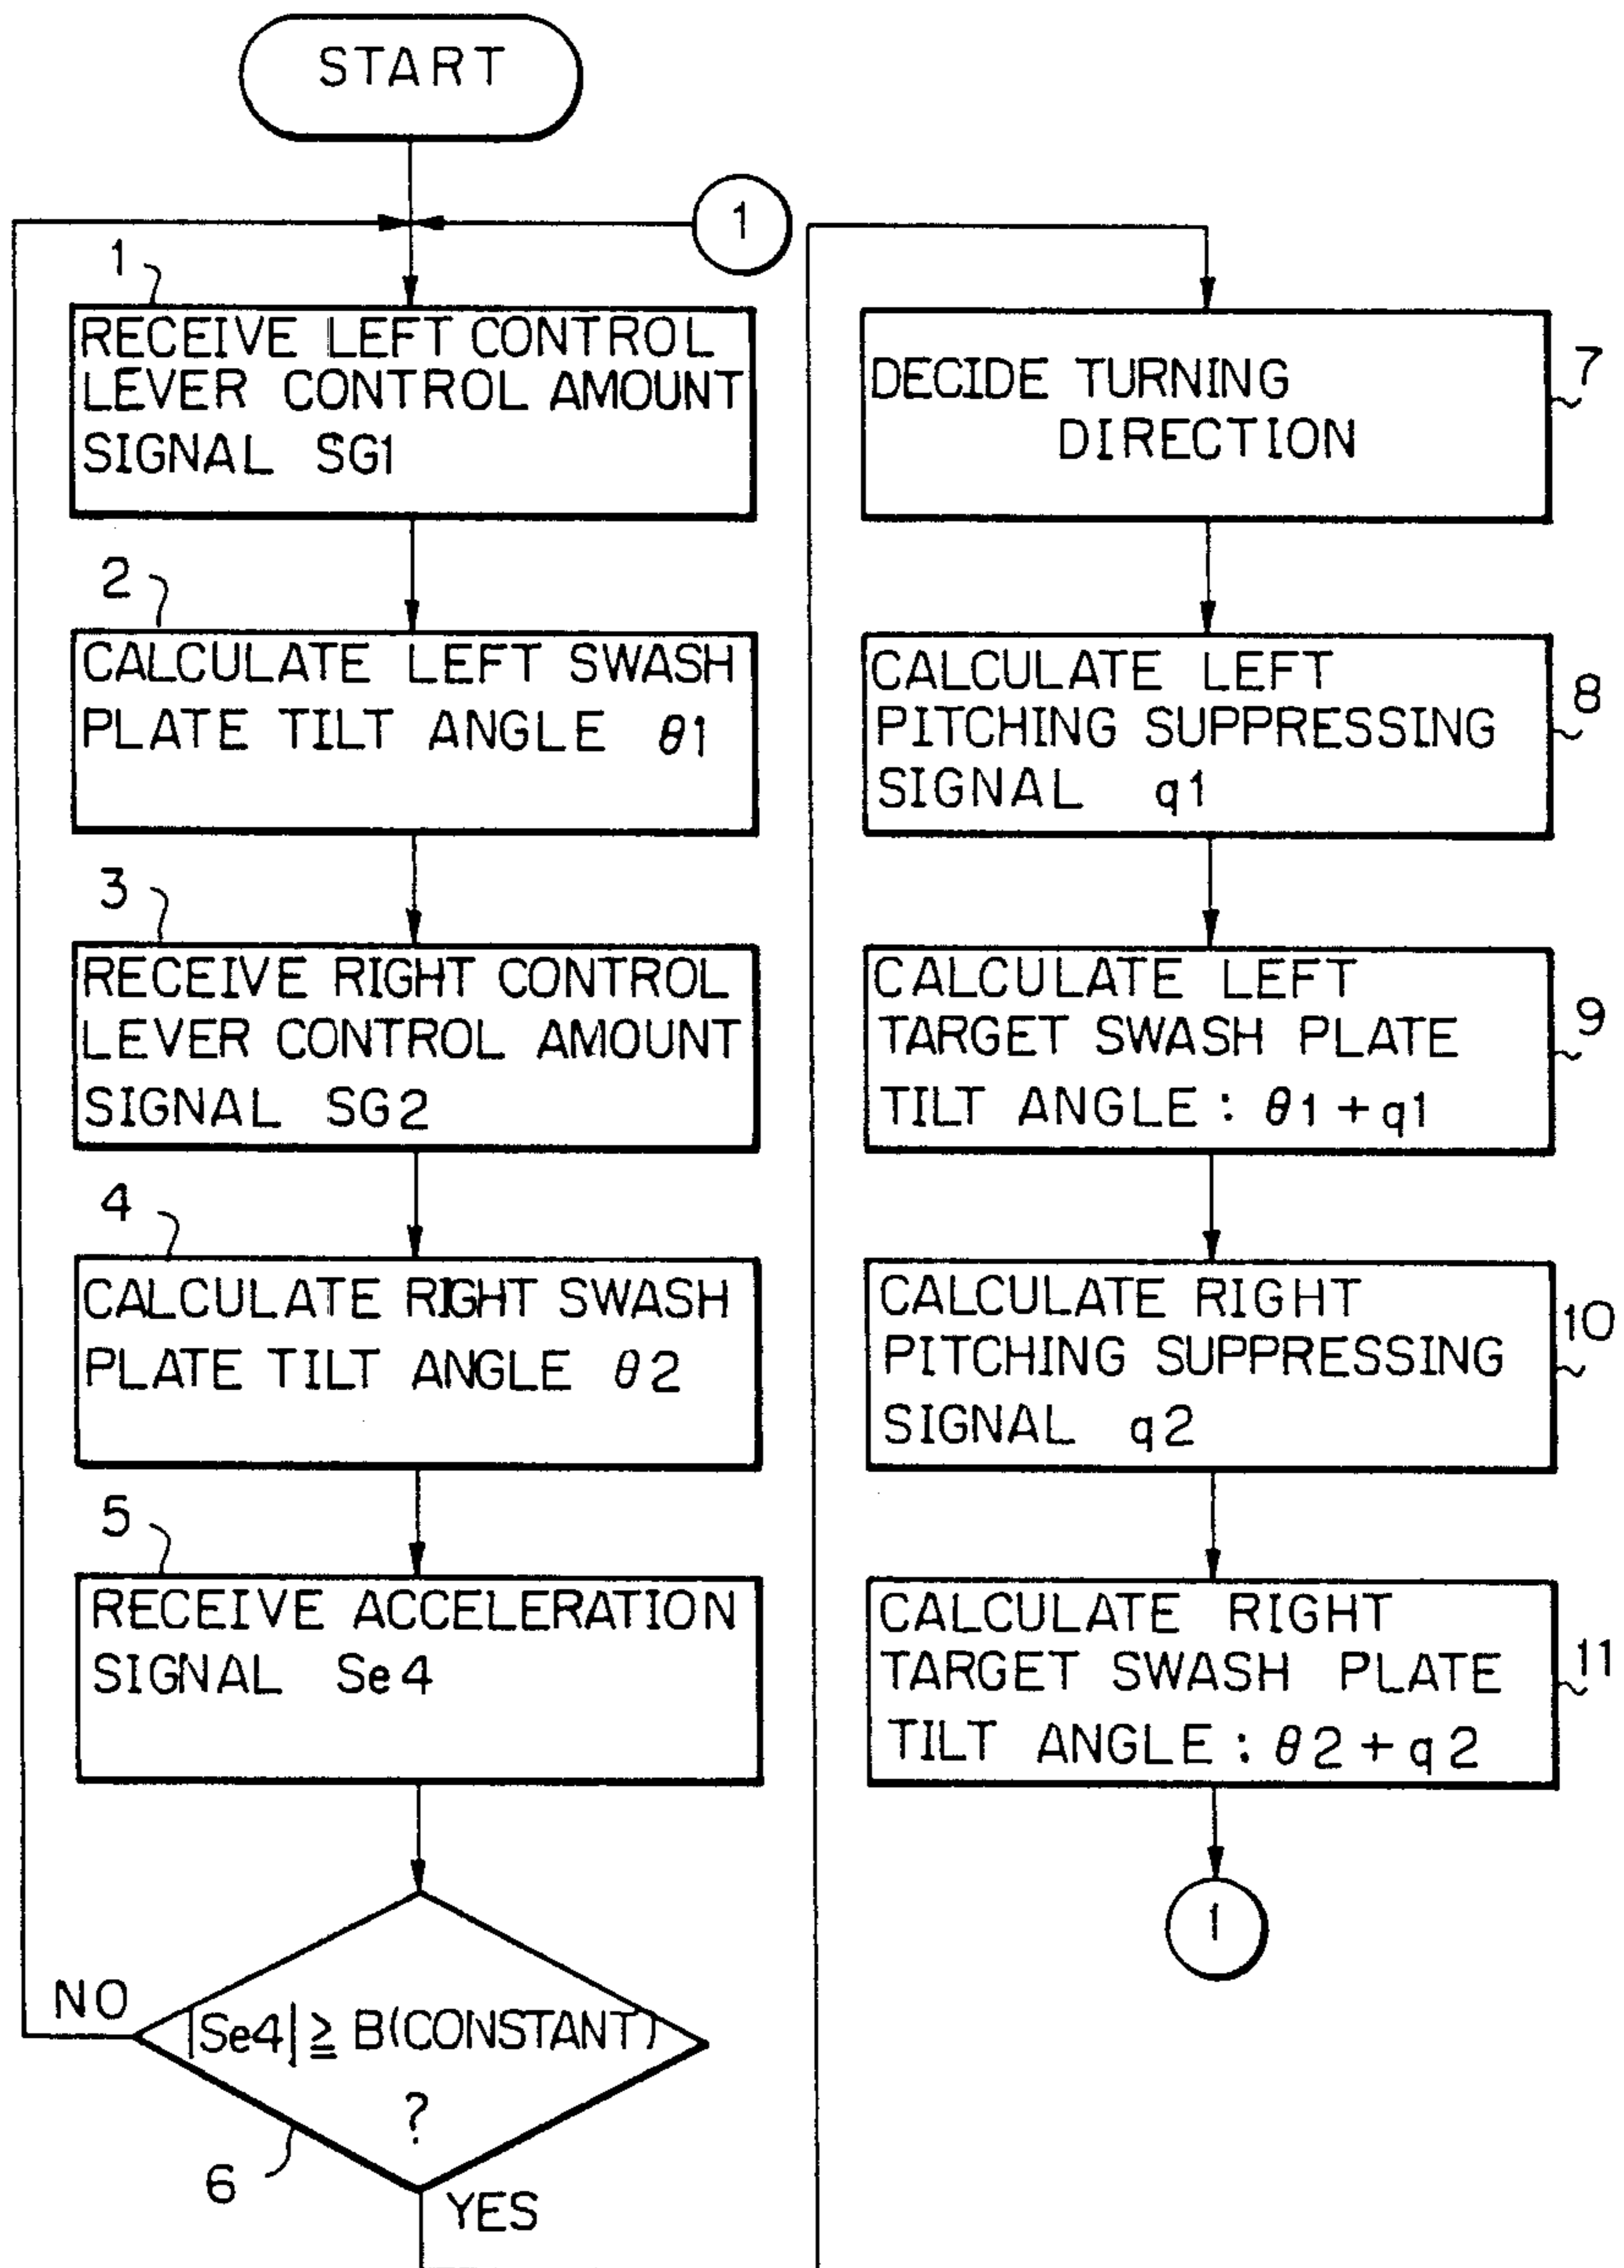 START
1
1
RECEIVE LEFT CONTROL
LEVER CONTROL AMOUNT
SIGNAL SG1
2
CALCULATE LEFT SWASH
PLATE TILT ANGLE θ1
3
RECEIVE RIGHT CONTROL
LEVER CONTROL AMOUNT
SIGNAL SG2
4
CALCULATE RIGHT SWASH
PLATE TILT ANGLE θ2
5
RECEIVE ACCELERATION
SIGNAL Se4
NO
|Se4| ≧ B(CONSTANT)
?
6
YES
DECIDE TURNING
DIRECTION
7
CALCULATE LEFT
PITCHING SUPPRESSING
SIGNAL q1
8
CALCULATE LEFT
TARGET SWASH PLATE
TILT ANGLE : θ1 + q1
9
CALCULATE RIGHT
PITCHING SUPPRESSING
SIGNAL q2
10
CALCULATE RIGHT
TARGET SWASH PLATE
TILT ANGLE : θ2 + q2
11
1